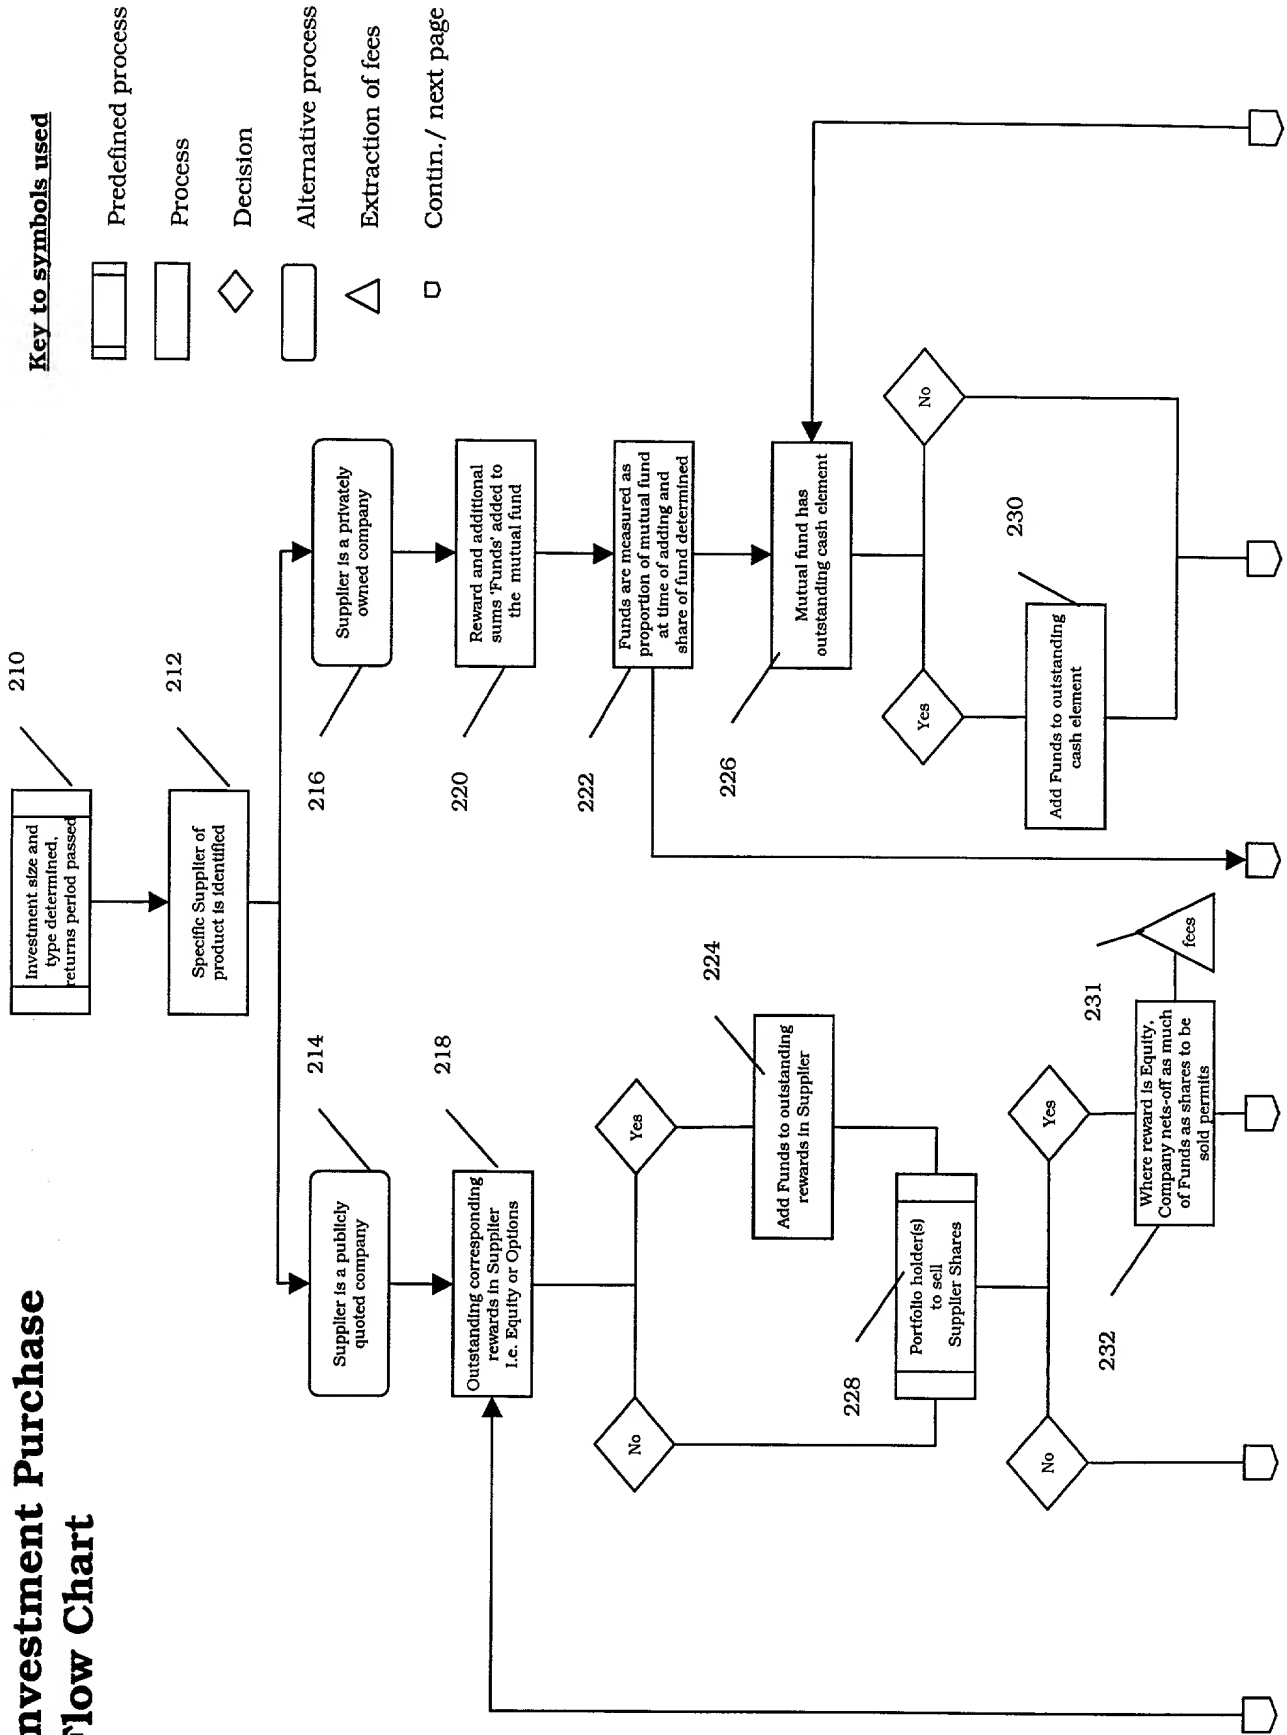 nvestment Purchase
Flow Chart
Key to symbols used
Predefined process
Process
Decision
Alternative process
Extraction of fees
Contin./ next page
210
Investment size and
type determined,
returns period passed
212
Specific Supplier of
product is identified
214
Supplier is a publicly
quoted company
216
Supplier is a privately
owned company
218
Outstanding corresponding
rewards in Supplier
I.e. Equity or Options
220
Reward and additional
sums 'Funds' added to
the mutual fund
222
Funds are measured as
proportion of mutual fund
at time of adding and
share of fund determined
No
Yes
224
Add Funds to outstanding
rewards in Supplier
226
Mutual fund has
outstanding cash element
228
Portfolio holder(s)
to sell
Supplier Shares
Yes
No
230
Add Funds to outstanding
cash element
No
Yes
231
fees
232
Where reward is Equity,
Company nets-off as much
of Funds as shares to be
sold permits